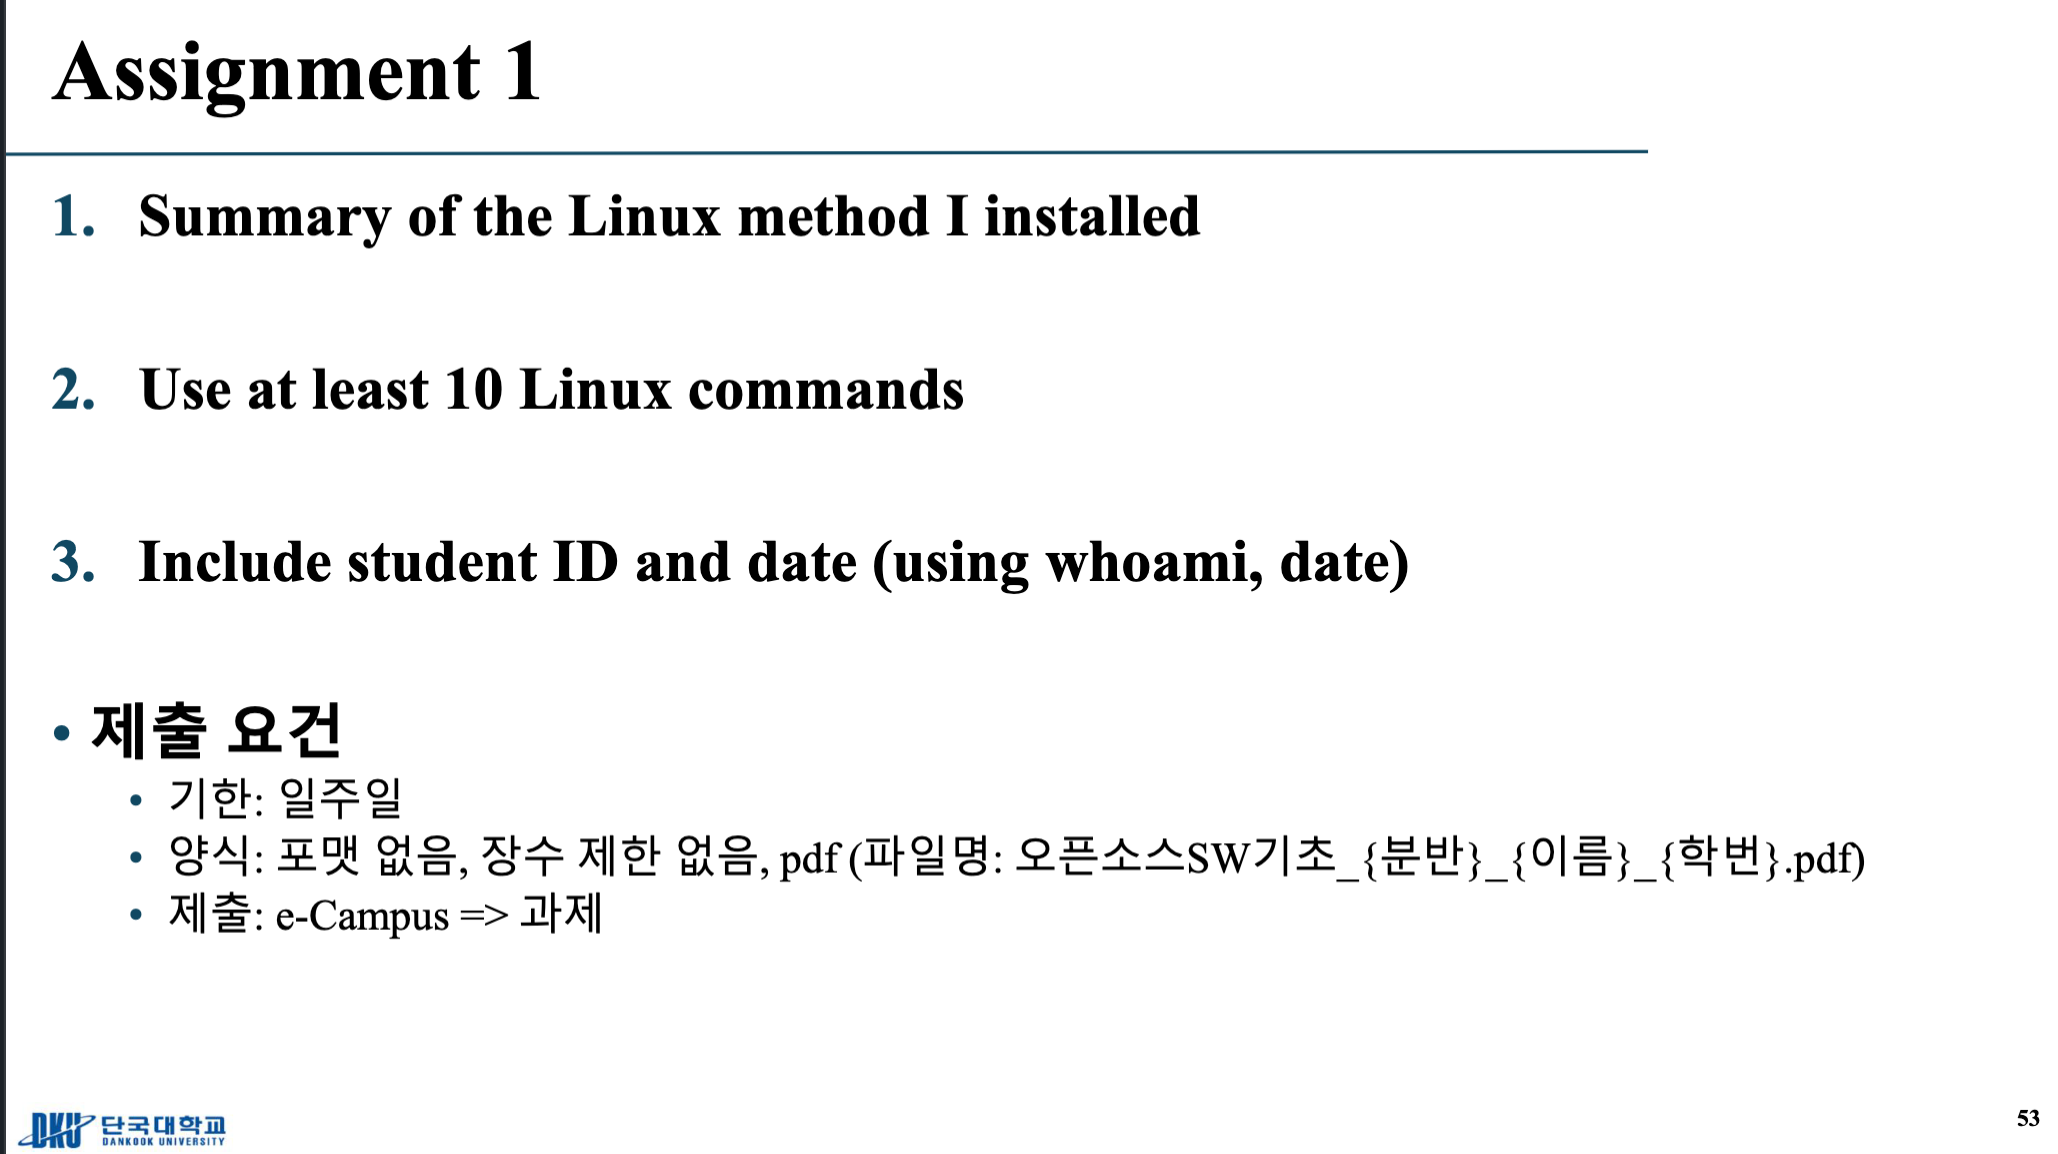 Assignment 1
1. Summary of the Linux method I installed
2. Use at least 10 Linux commands
3. Include student ID and date (using whoami, date)
• 제출 요건
• 기한: 일주일
• 양식: 포맷 없음, 장수 제한 없음, pdf (파일명: 오픈소스SW기초_{분반}_{이름}_{학번}.pdf)
• 제출: e-Campus => 과제
DKU 단국대학교
DANKOOK UNIVERSITY
53